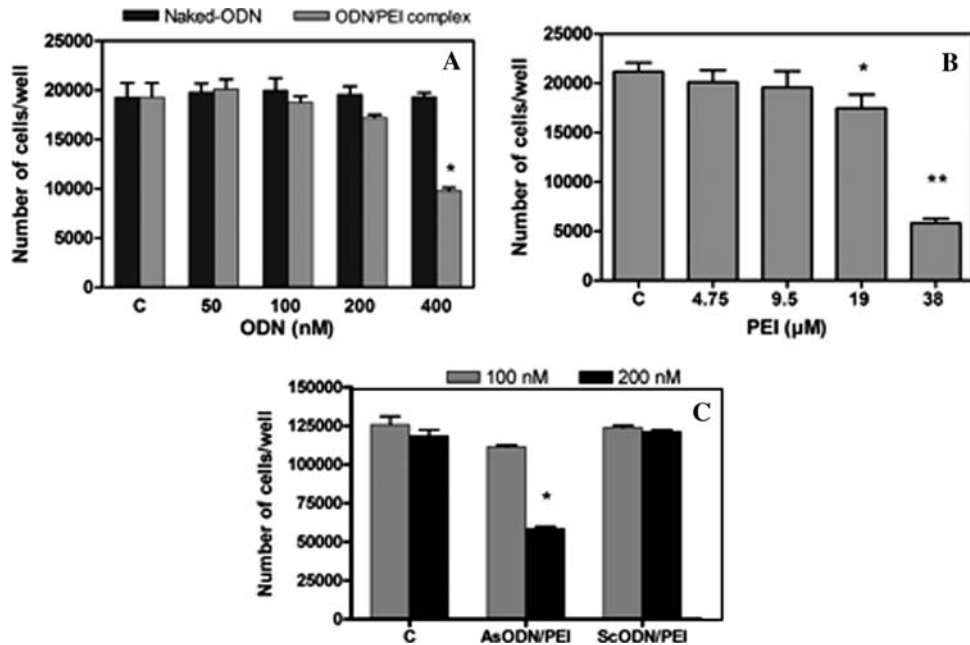 Naked-ODN ODN/PEI complex
A
Number of cells/well
25000
20000
15000
10000
5000
0
*
C 50 100 200 400
ODN (nM)
B
Number of cells/well
25000
20000
15000
10000
5000
0
*
**
C 4.75 9.5 19 38
PEI (µM)
100 nM 200 nM
C
Number of cells/well
150000
125000
100000
75000
50000
25000
0
*
C AsODN/PEI ScODN/PEI